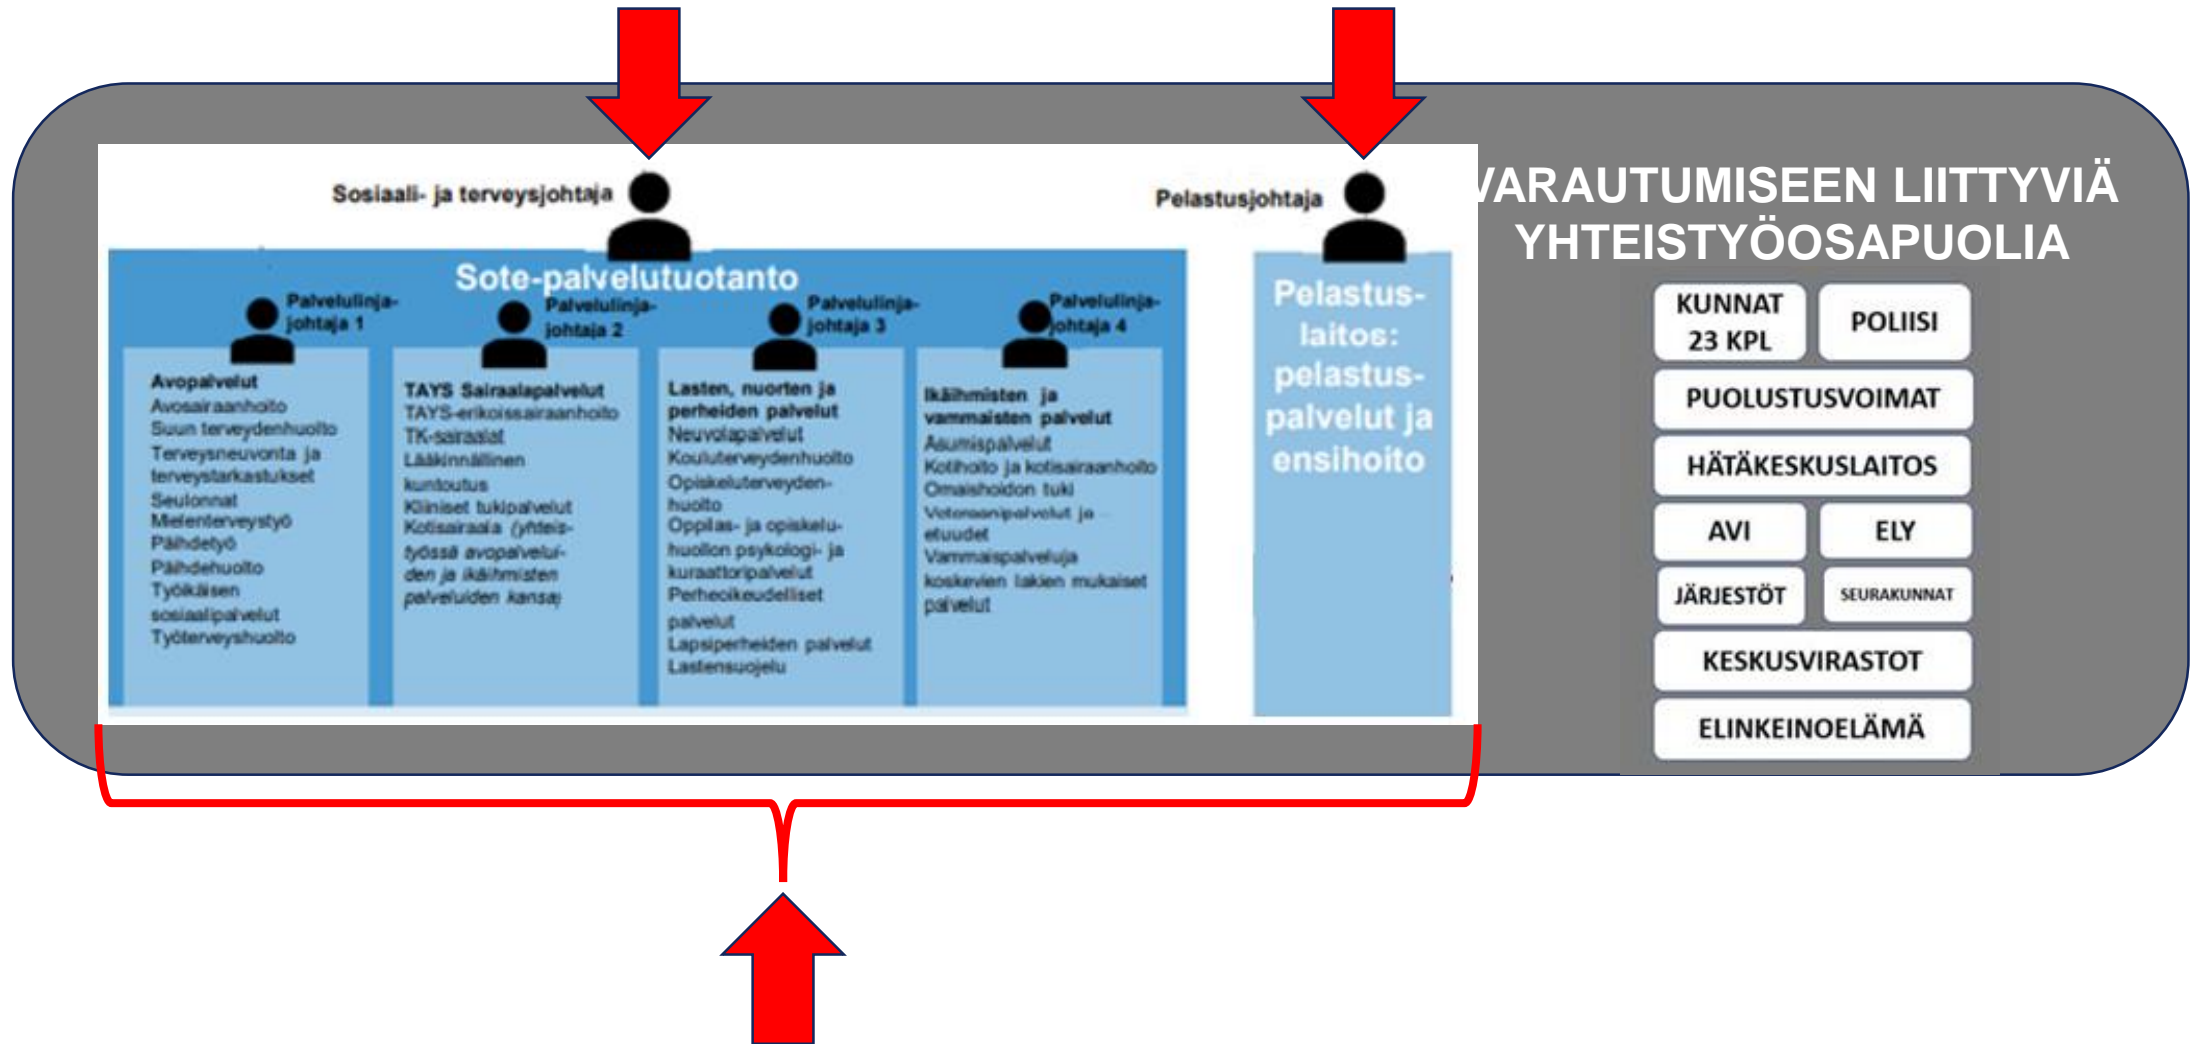 Sosiaali- ja terveysjohtaja
Pelastusjohtaja
Sote-palvelutuotanto
Palvelulinja-
johtaja 1
Avopalvelut
Avosairaanhoito
Suun terveydenhuolto
Terveysneuvonta ja
terveystarkastukset
Seulonnat
Mielenterveystyö
Päihdetyö
Päihdehuolto
Työikäisen
sosiaalipalvelut
Työterveyshuolto
Palvelulinja-
johtaja 2
TAYS Sairaalapalvelut
TAYS-erikoissairaanhoito
TK-sairaalat
Lääkinnällinen
kuntoutus
Kliiniset tukipalvelut
Kotisairaala (yhteis-
työssä avopalvelui-
den ja ikäihmisten
palveluiden kansa)
Palvelulinja-
johtaja 3
Lasten, nuorten ja
perheiden palvelut
Neuvolapalvelut
Kouluterveydenhuolto
Opiskeluterveyden-
huolto
Oppilas- ja opiskelu-
huollon psykologi- ja
kuraattoripalvelut
Perheoikeudelliset
palvelut
Lapsiperheiden palvelut
Lastensuojelu
Palvelulinja-
johtaja 4
Ikäihmisten ja
vammaisten palvelut
Asumispalvelut
Kotihoito ja kotisairaanhoito
Omaishoidon tuki
Veteraanipalvelut ja
etuudet
Vammaispalveluja
koskevien lakien mukaiset
palvelut
Pelastus-
laitos:
pelastus-
palvelut ja
ensihoito
VARAUTUMISEEN LIITTYVIÄ
YHTEISTYÖOSAPUOLIA
KUNNAT
23 KPL
POLIISI
PUOLUSTUSVOIMAT
HÄTÄKESKUSLAITOS
AVI
ELY
JÄRJESTÖT
SEURAKUNNAT
KESKUSVIRASTOT
ELINKEINOELÄMÄ